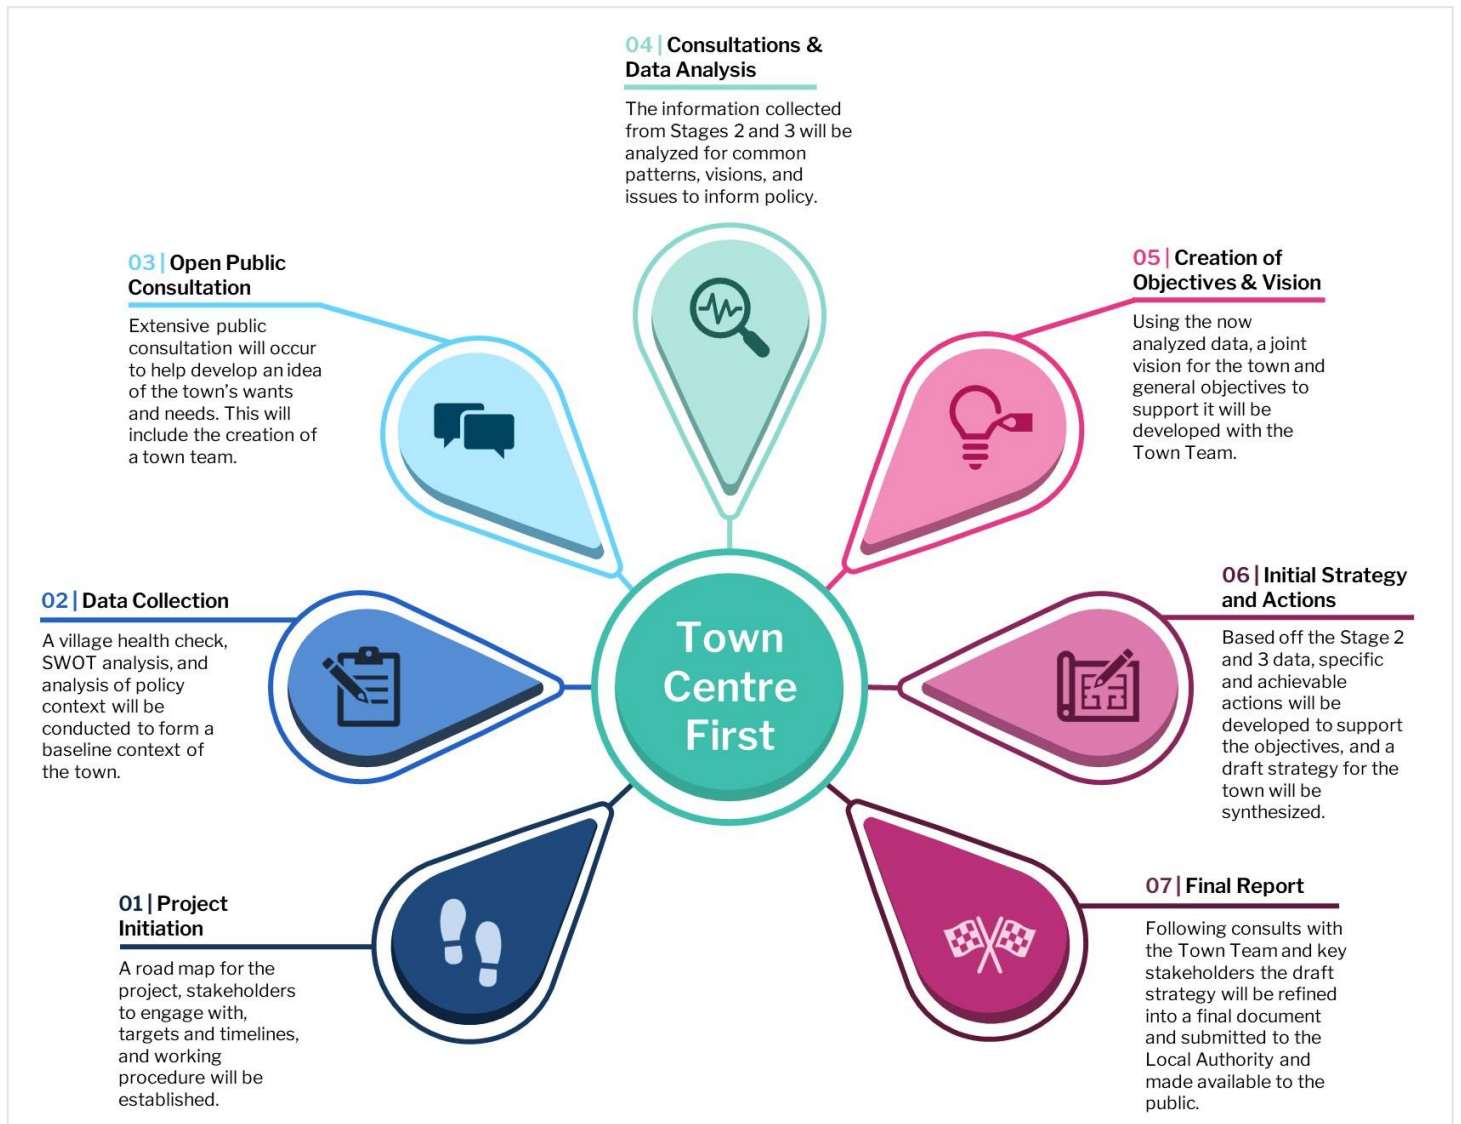 04| Consultations &
Data Analysis
The information collected
from Stages 2 and 3 will be
analyzed for common
patterns, visions, and
issues to inform policy.
03| Open Public
Consultation
Extensive public
consultation will occur
to help develop an idea
of the town’s wants
and needs. This will
include the creation of
a town team.
05| Creation of
Objectives & Vision
Using the now
analyzed data, a joint
vision for the town and
general objectives to
support it will be
developed with the
Town Team.
02| Data Collection
A village health check,
SWOT analysis, and
analysis of policy
context will be
conducted to form a
baseline context of
the town.
Town
Centre
First
06| Initial Strategy
and Actions
Based off the Stage 2
and 3 data, specific
and achievable
actions will be
developed to support
the objectives, and a
draft strategy for the
town will be
synthesized.
01| Project
Initiation
A road map for the
project, stakeholders
to engage with,
targets and timelines,
and working
procedure will be
established.
07| Final Report
Following consults with
the Town Team and key
stakeholders the draft
strategy will be refined
into a final document
and submitted to the
Local Authority and
made available to the
public.